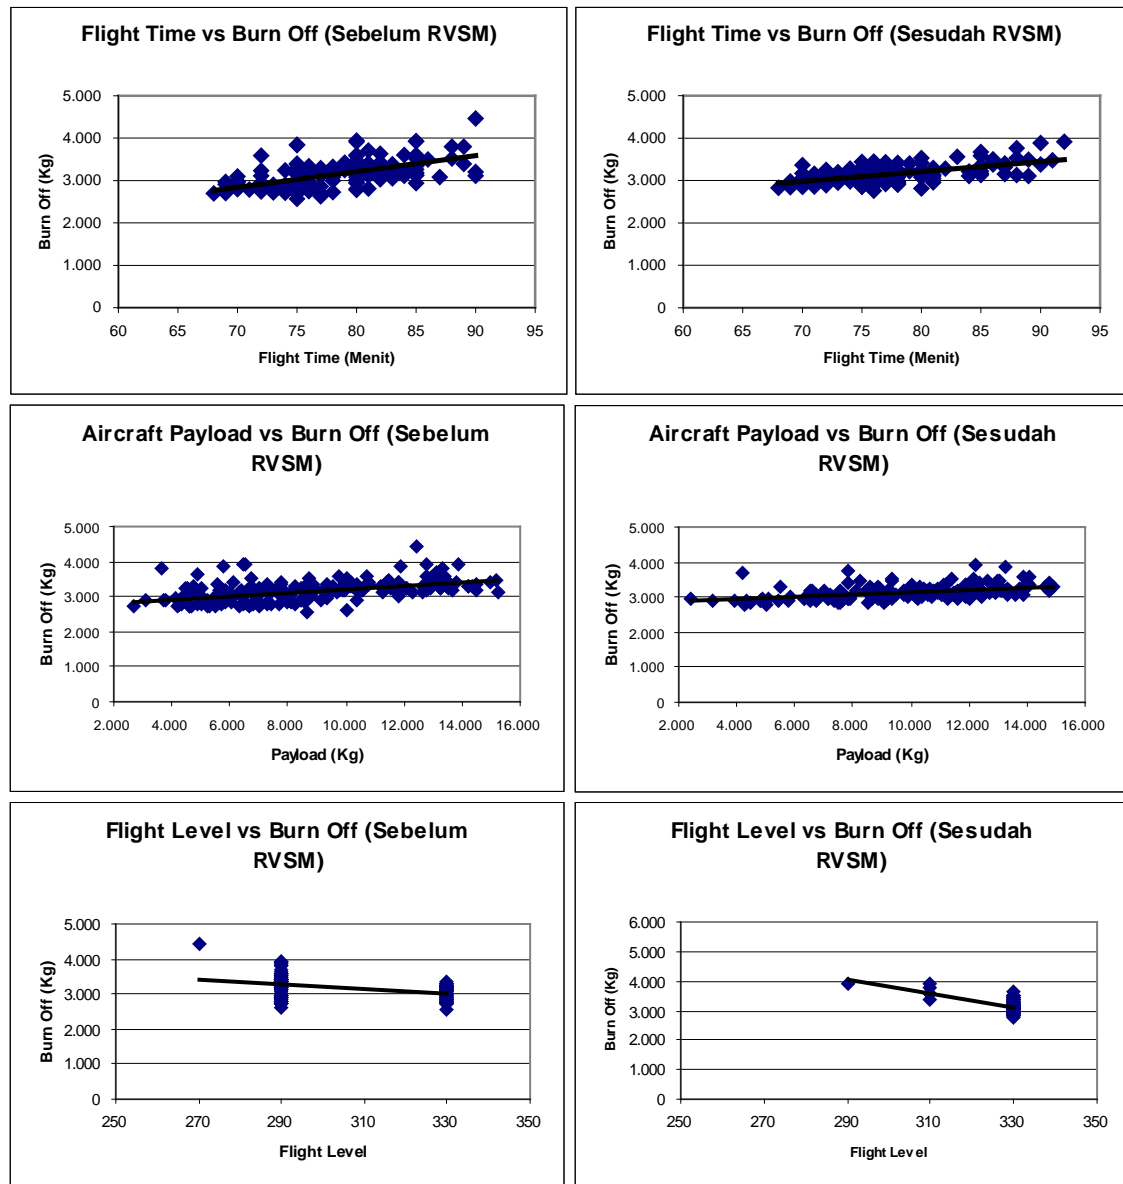 Flight Time vs Burn Off (Sebelum RVSM)
5.000
4.000
3.000
2.000
1.000
0
Burn Off (Kg)
60 65 70 75 80 85 90 95
Flight Time (Menit)
Flight Time vs Burn Off (Sesudah RVSM)
5.000
4.000
3.000
2.000
1.000
0
Burn Off (Kg)
60 65 70 75 80 85 90 95
Flight Time (Menit)
Aircraft Payload vs Burn Off (Sebelum
RVSM)
5.000
4.000
3.000
2.000
1.000
0
Burn Off (Kg)
2.000 4.000 6.000 8.000 10.000 12.000 14.000 16.000
Payload (Kg)
Aircraft Payload vs Burn Off (Sesudah
RVSM)
5.000
4.000
3.000
2.000
1.000
0
Burn Off (Kg)
2.000 4.000 6.000 8.000 10.000 12.000 14.000 16.000
Payload (Kg)
Flight Level vs Burn Off (Sebelum
RVSM)
5.000
4.000
3.000
2.000
1.000
0
Burn Off (Kg)
250 270 290 310 330 350
Flight Level
Flight Level vs Burn Off (Sesudah
RVSM)
6.000
5.000
4.000
3.000
2.000
1.000
0
Burn Off (Kg)
250 270 290 310 330 350
Flight Level